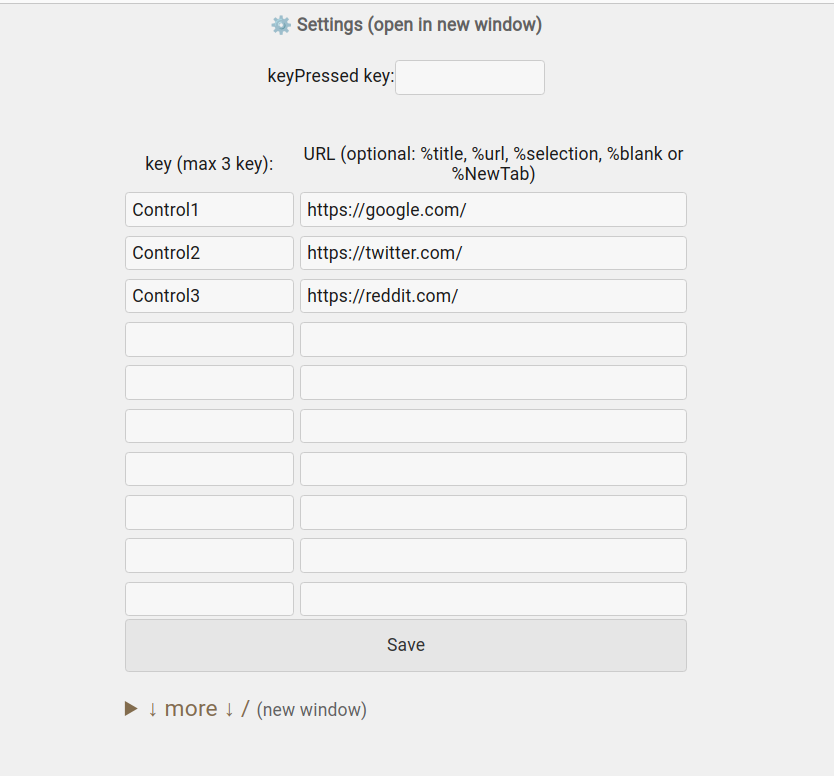 ⚙️ Settings (open in new window)
keyPressed key:
key (max 3 key):
URL (optional: %title, %url, %selection, %blank or
%NewTab)
Control1 https://google.com/
Control2 https://twitter.com/
Control3 https://reddit.com/
Save
▶ ↓ more ↓ / (new window)